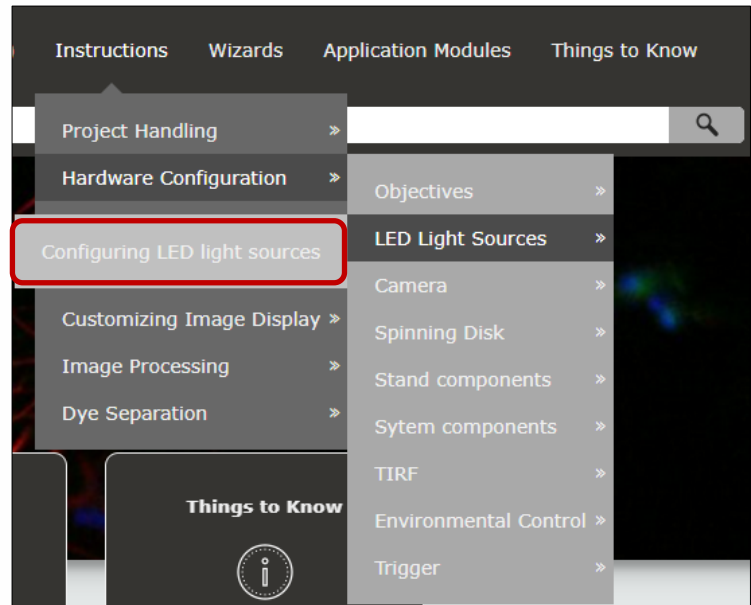 Instructions Wizards Application Modules Things to Know
Project Handling »
Hardware Configuration »
Configuring LED light sources
Customizing Image Display »
Image Processing »
Dye Separation »
Objectives »
LED Light Sources »
Camera »
Spinning Disk »
Stand components »
Sytem components »
TIRF »
Environmental Control »
Trigger »
Things to Know
i